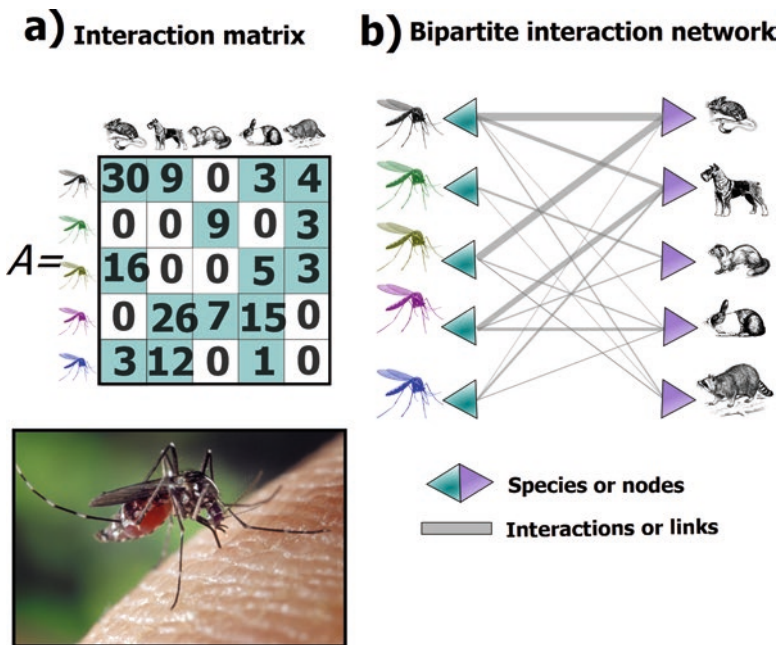 a) Interaction matrix
b) Bipartite interaction network
30 9 0 3 4
0 0 9 0 3
A=
16 0 0 5 3
0 26 7 15 0
3 12 0 1 0
Species or nodes
Interactions or links